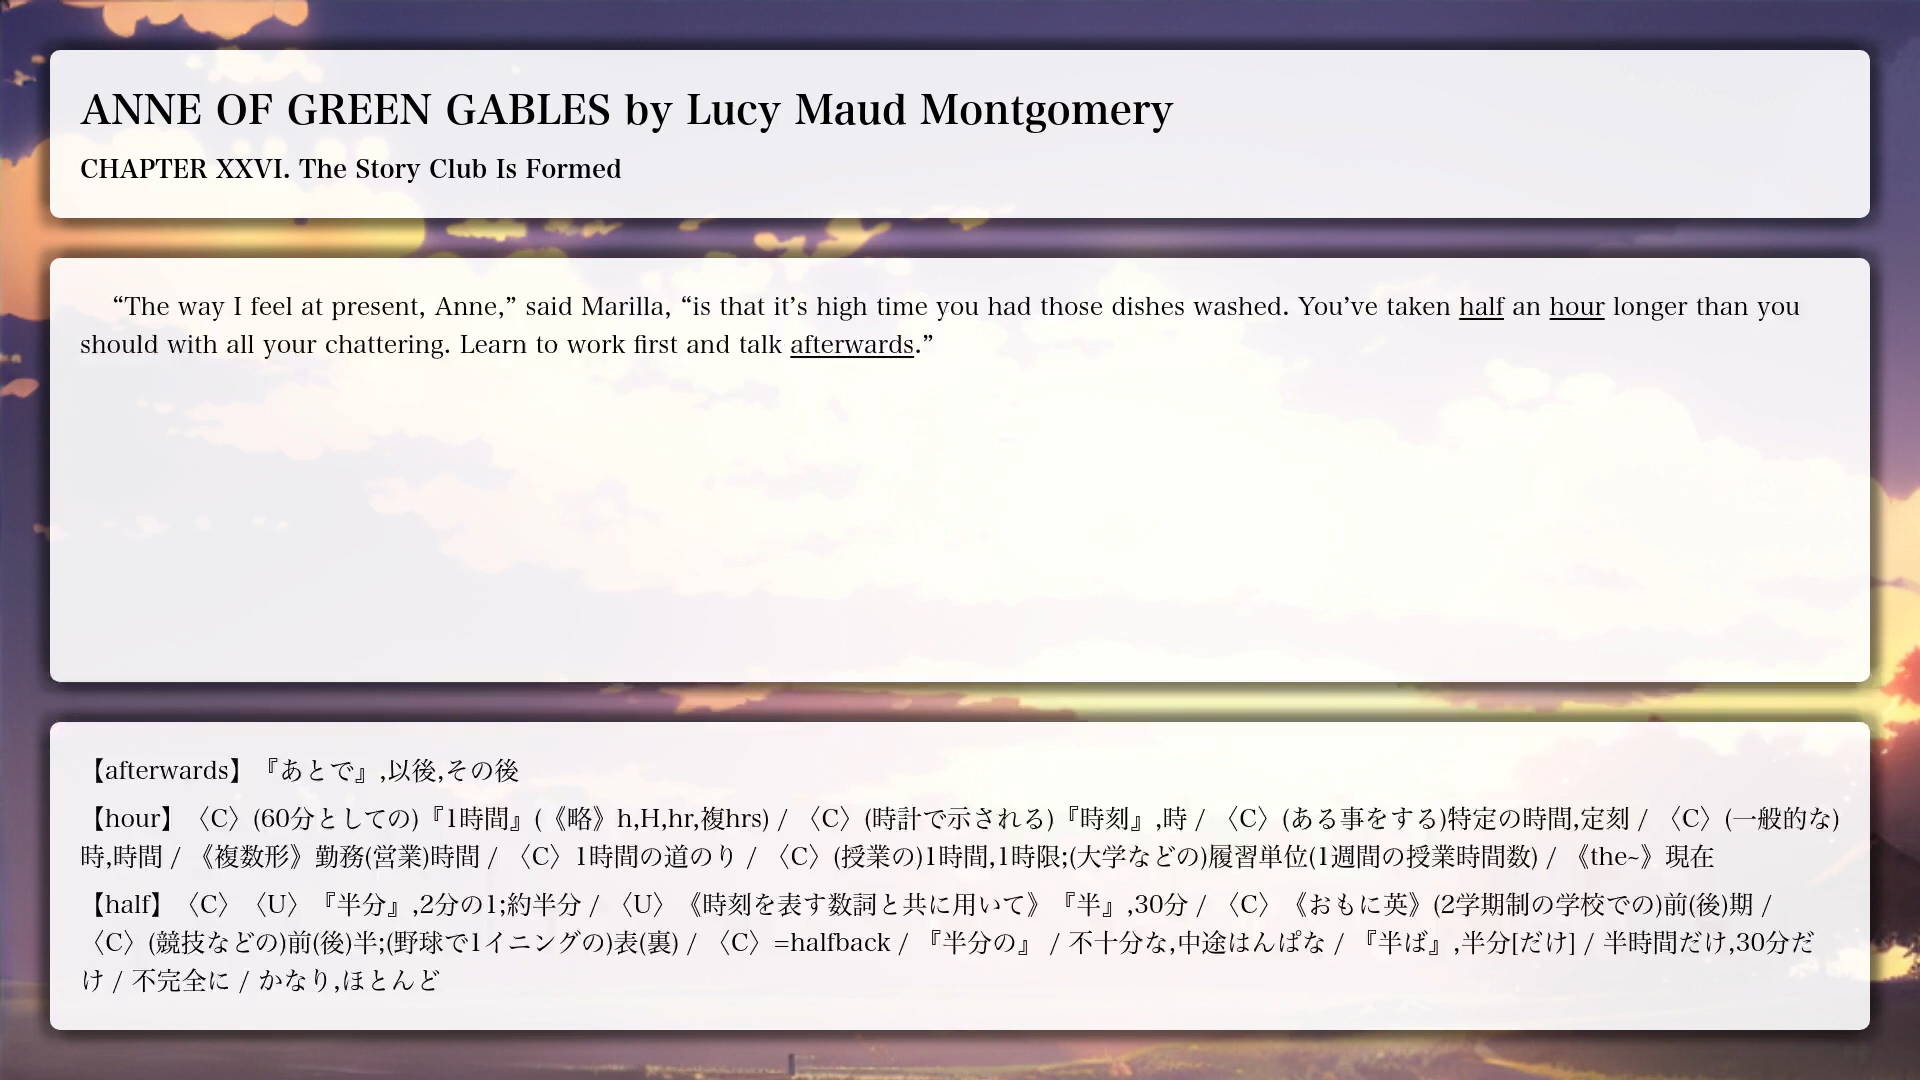 ANNE OF GREEN GABLES by Lucy Maud Montgomery
CHAPTER XXVI. The Story Club Is Formed
“The way I feel at present, Anne,” said Marilla, “is that it’s high time you had those dishes washed. You’ve taken half an hour longer than you
should with all your chattering. Learn to work first and talk afterwards.”
【afterwards】『あとで』,以後,その後
【hour】〈C〉(60分としての)『1時間』(《略》h,H,hr,複hrs) / 〈C〉(時計で示される)『時刻』,時 / 〈C〉(ある事をする)特定の時間,定刻 / 〈C〉(一般的な)
時,時間 / 《複数形》勤務(営業)時間 / 〈C〉1時間の道のり / 〈C〉(授業の)1時間,1時限;(大学などの)履習単位(1週間の授業時間数) / 《the~》現在
【half】〈C〉〈U〉『半分』,2分の1;約半分 / 〈U〉《時刻を表す数詞と共に用いて》『半』,30分 / 〈C〉《おもに英》(2学期制の学校での)前(後)期 /
〈C〉(競技などの)前(後)半;(野球で1イニングの)表(裏) / 〈C〉=halfback / 『半分の』 / 不十分な,中途はんぱな / 『半ば』,半分[だけ] / 半時間だけ,30分だ
け / 不完全に / かなり,ほとんど